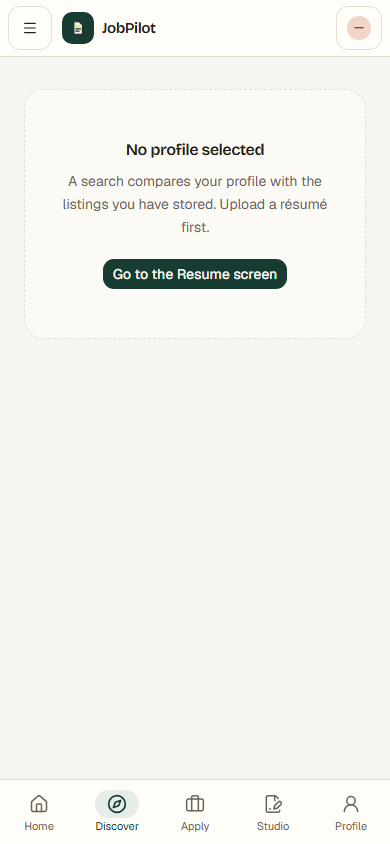 JobPilot
No profile selected
A search compares your profile with the
listings you have stored. Upload a résumé
first.
Go to the Resume screen
Home
Discover
Apply
Studio
Profile